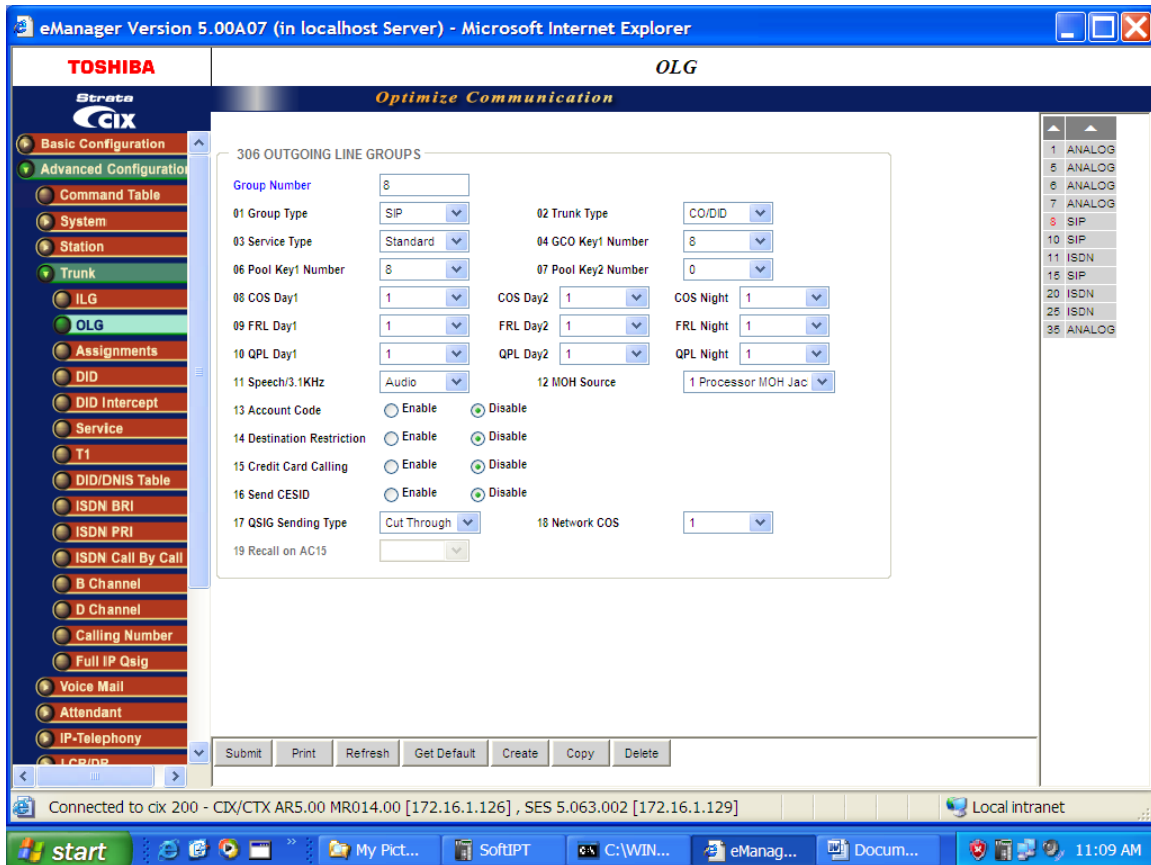 eManager Version 5.00A07 (in localhost Server) - Microsoft Internet Explorer
TOSHIBA
OLG
Strata
CIX
Optimize Communication
Basic Configuration
Advanced Configuration
Command Table
System
Station
Trunk
ILG
OLG
Assignments
DID
DID Intercept
Service
T1
DID/DNIS Table
ISDN BRI
ISDN PRI
ISDN Call By Call
B Channel
D Channel
Calling Number
Full IP Qsig
Voice Mail
Attendant
IP-Telephony
LCR/DR
306 OUTGOING LINE GROUPS
Group Number 8
01 Group Type SIP 02 Trunk Type CO/DID
03 Service Type Standard 04 GCO Key1 Number 8
06 Pool Key1 Number 8 07 Pool Key2 Number 0
08 COS Day1 1 COS Day2 1 COS Night 1
09 FRL Day1 1 FRL Day2 1 FRL Night 1
10 QPL Day1 1 QPL Day2 1 QPL Night 1
11 Speech/3.1KHz Audio 12 MOH Source 1 Processor MOH Jac
13 Account Code Enable Disable
14 Destination Restriction Enable Disable
15 Credit Card Calling Enable Disable
16 Send CESID Enable Disable
17 QSIG Sending Type Cut Through 18 Network COS 1
19 Recall on AC15
1 ANALOG
5 ANALOG
6 ANALOG
7 ANALOG
8 SIP
10 SIP
11 ISDN
15 SIP
20 ISDN
25 ISDN
35 ANALOG
Submit Print Refresh Get Default Create Copy Delete
Connected to cix 200 - CIX/CTX AR5.00 MR014.00 [172.16.1.126] , SES 5.063.002 [172.16.1.129] Local intranet
start My Pict... SoftIPT C:\WIN... eManag... Docum... 11:09 AM